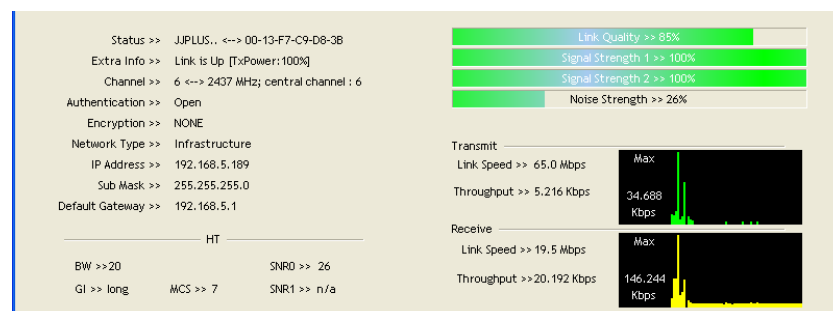 Status >> JJPLUS.. <--> 00-13-F7-C9-D8-3B
Extra Info >> Link is Up [TxPower:100%]
Channel >> 6 <--> 2437 MHz; central channel : 6
Authentication >> Open
Encryption >> NONE
Network Type >> Infrastructure
IP Address >> 192.168.5.189
Sub Mask >> 255.255.255.0
Default Gateway >> 192.168.5.1
HT
BW >>20 SNR0 >> 26
GI >> long MCS >> 7 SNR1 >> n/a
Link Quality >> 85%
Signal Strength 1 >> 100%
Signal Strength 2 >> 100%
Noise Strength >> 26%
Transmit
Link Speed >> 65.0 Mbps
Throughput >> 5.216 Kbps
Max
34.688
Kbps
Receive
Link Speed >> 19.5 Mbps
Throughput >>20.192 Kbps
Max
146.244
Kbps